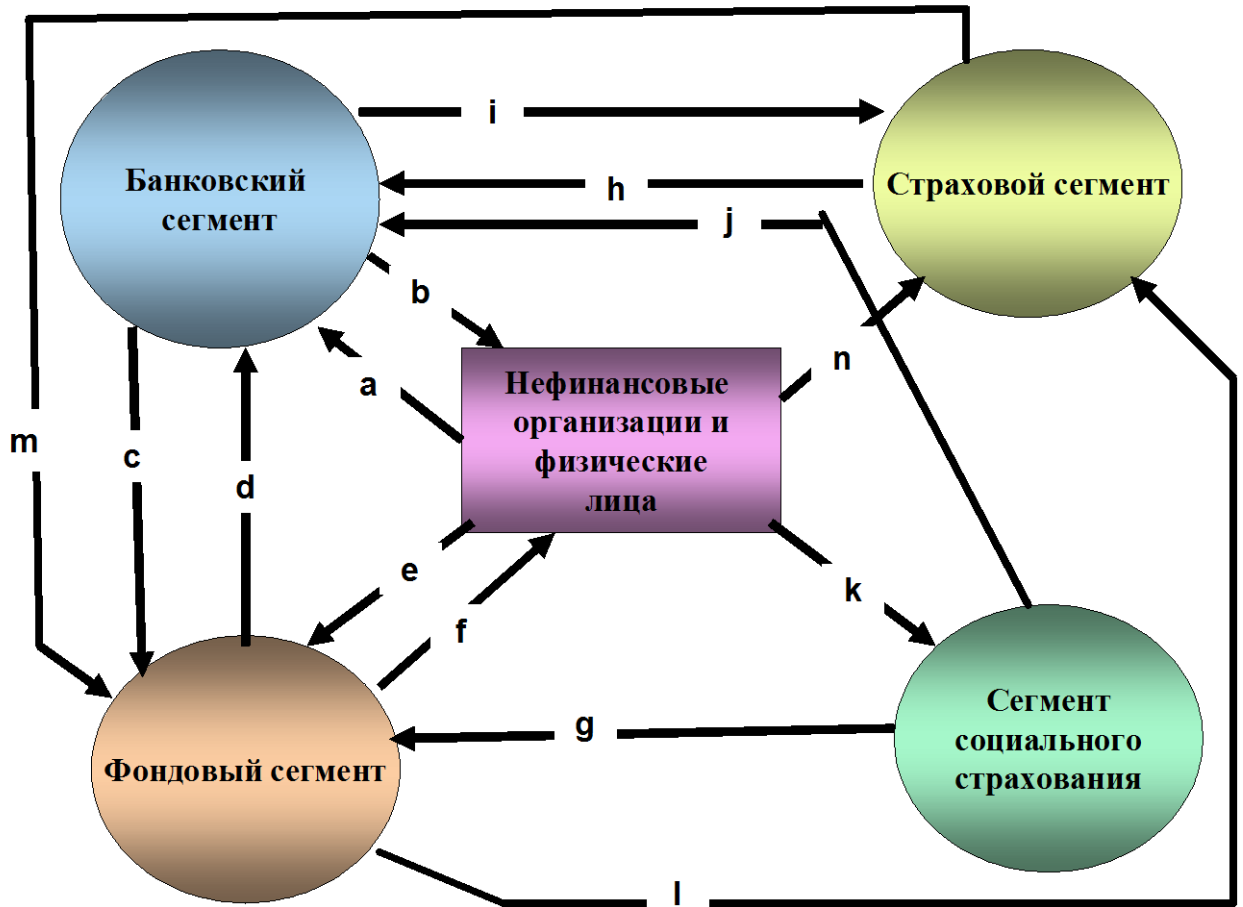 i
Банковский
сегмент
h
Страховой сегмент
j
b
n
a
Нефинансовые
организации и
физические
лица
m
c
d
e
f
k
g
Сегмент
социального
страхования
Фондовый сегмент
l